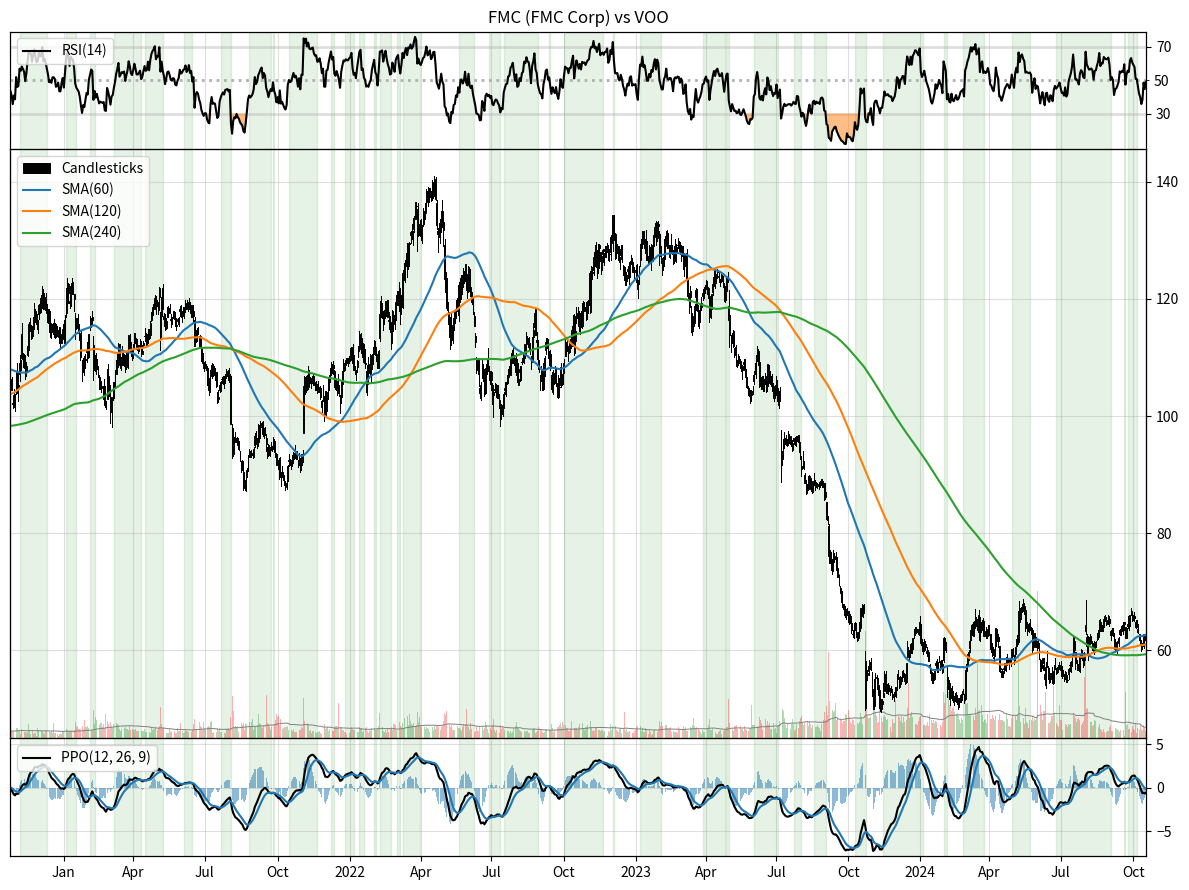 FMC (FMC Corp) vs VOO
RSI(14)
70
50
30
Candlesticks
SMA(60)
SMA(120)
SMA(240)
140
120
100
80
60
PPO(12, 26, 9)
5
0
−5
Jan Apr Jul Oct 2022 Apr Jul Oct 2023 Apr Jul Oct 2024 Apr Jul Oct